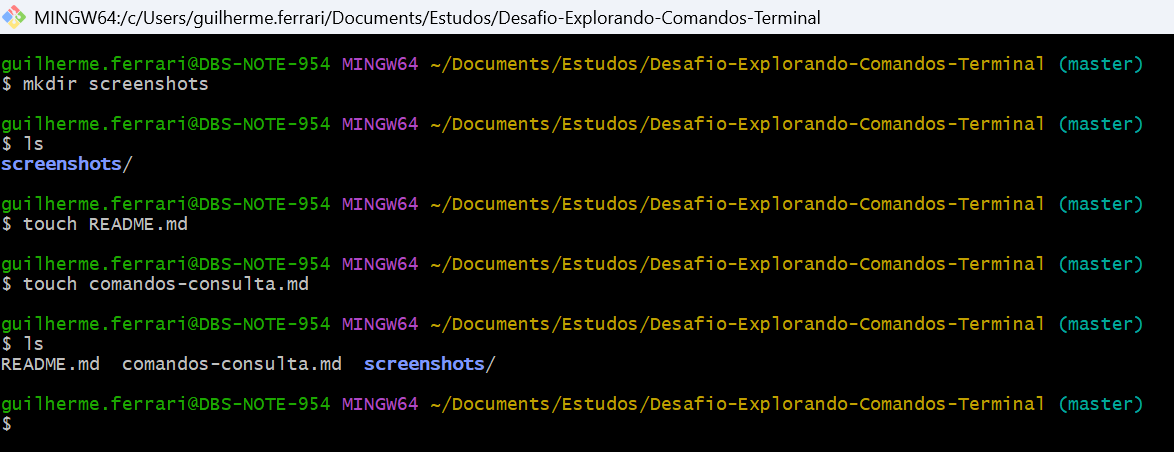 MINGW64:/c/Users/guilherme.ferrari/Documents/Estudos/Desafio-Explorando-Comandos-Terminal
guilherme.ferrari@DBS-NOTE-954 MINGW64 ~/Documents/Estudos/Desafio-Explorando-Comandos-Terminal (master)
$ mkdir screenshots
guilherme.ferrari@DBS-NOTE-954 MINGW64 ~/Documents/Estudos/Desafio-Explorando-Comandos-Terminal (master)
$ ls
screenshots/
guilherme.ferrari@DBS-NOTE-954 MINGW64 ~/Documents/Estudos/Desafio-Explorando-Comandos-Terminal (master)
$ touch README.md
guilherme.ferrari@DBS-NOTE-954 MINGW64 ~/Documents/Estudos/Desafio-Explorando-Comandos-Terminal (master)
$ touch comandos-consulta.md
guilherme.ferrari@DBS-NOTE-954 MINGW64 ~/Documents/Estudos/Desafio-Explorando-Comandos-Terminal (master)
$ ls
README.md  comandos-consulta.md  screenshots/
guilherme.ferrari@DBS-NOTE-954 MINGW64 ~/Documents/Estudos/Desafio-Explorando-Comandos-Terminal (master)
$